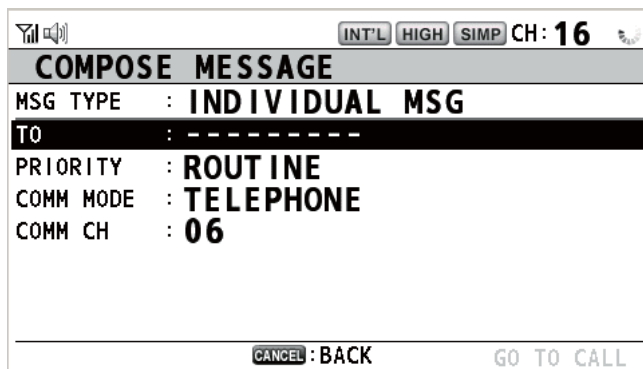 INT'L HIGH SIMP CH: 16
COMPOSE MESSAGE
MSG TYPE : INDIVIDUAL MSG
TO : ---------
PRIORITY : ROUTINE
COMM MODE : TELEPHONE
COMM CH : 06
CANCEL : BACK GO TO CALL